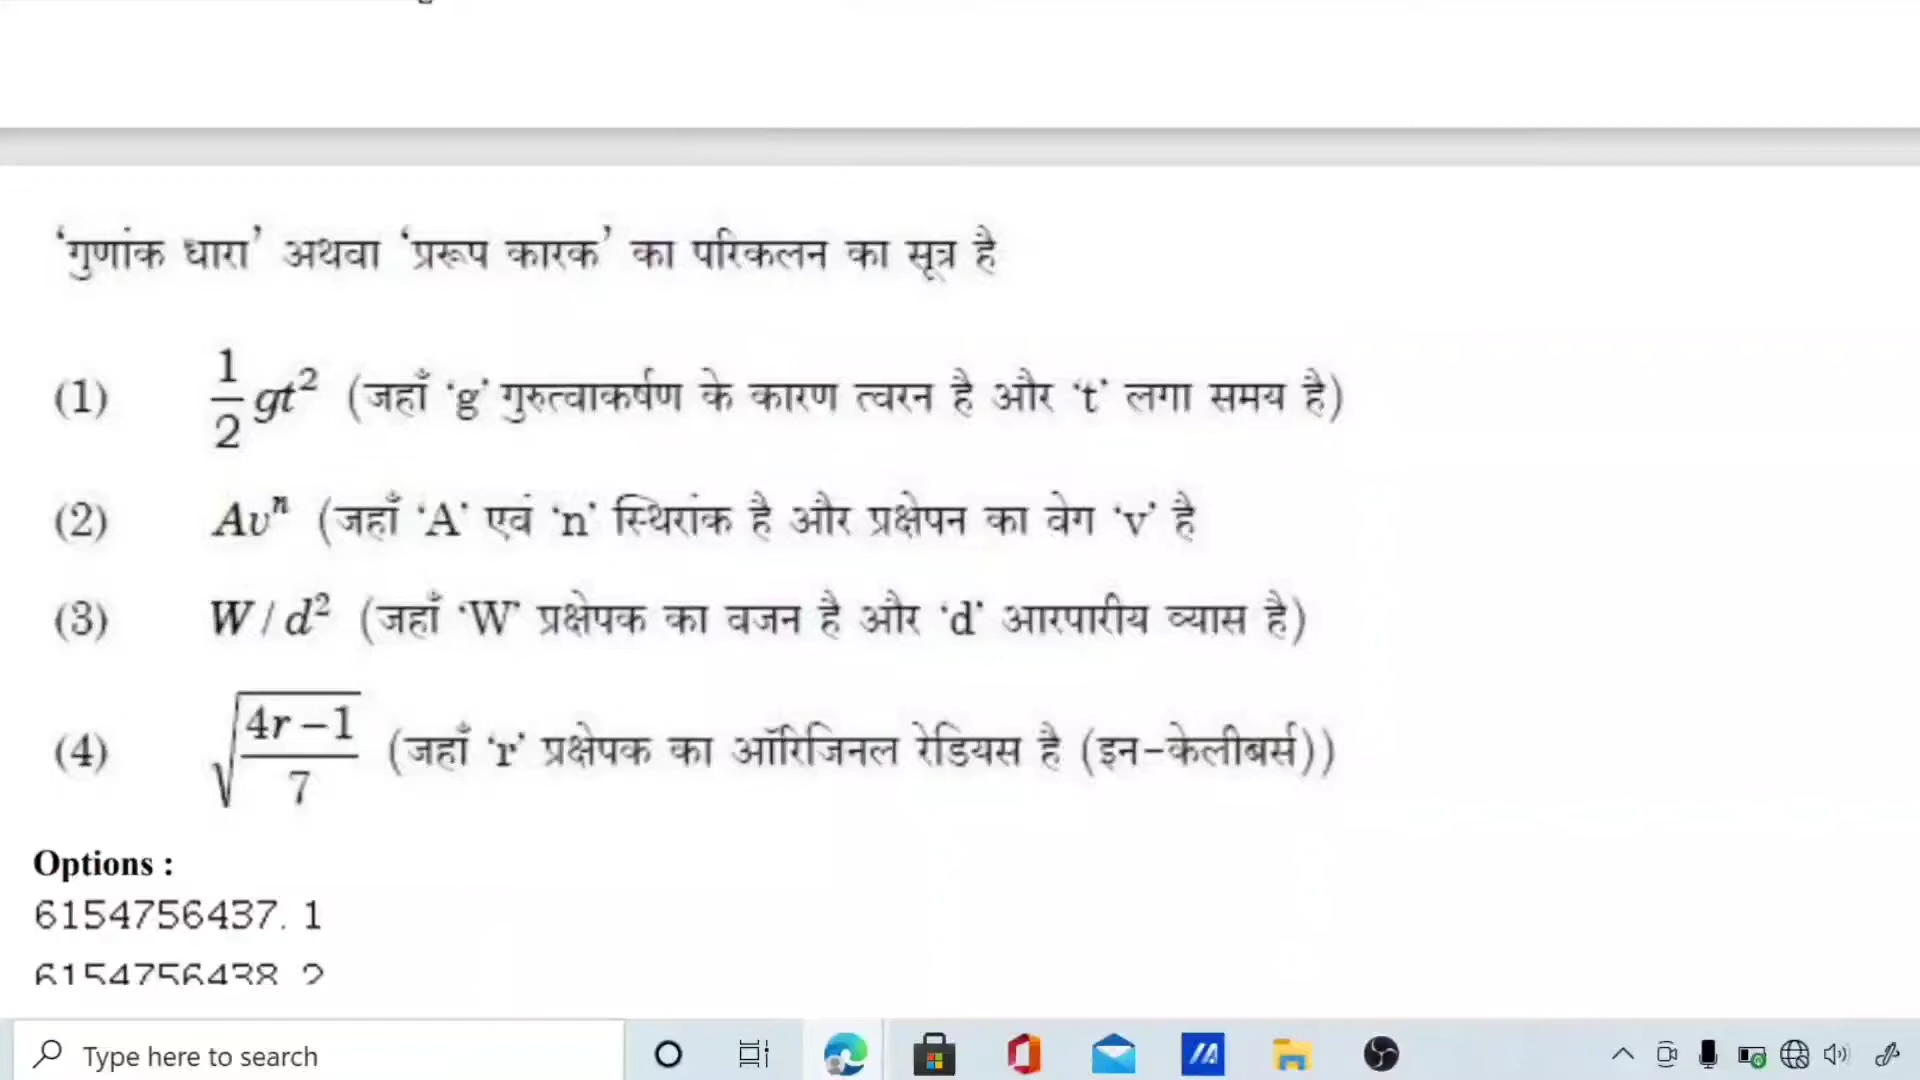 ‘गुणांक धारा’ अथवा ‘प्ररूप कारक’ का परिकलन का सूत्र है
(1) 1/2 gt² (जहाँ ‘g’ गुरुत्वाकर्षण के कारण त्वरन है और ‘t’ लगा समय है)
(2) Avⁿ (जहाँ ‘A’ एवं ‘n’ स्थिरांक है और प्रक्षेपन का वेग ‘v’ है
(3) W / d² (जहाँ ‘W’ प्रक्षेपक का वजन है और ‘d’ आरपारीय व्यास है)
(4) √((4r – 1)/7) (जहाँ ‘r’ प्रक्षेपक का ऑरिजिनल रेडियस है (इन-केलीबर्स))
Options :
6154756437. 1
6154756438. 2
Type here to search